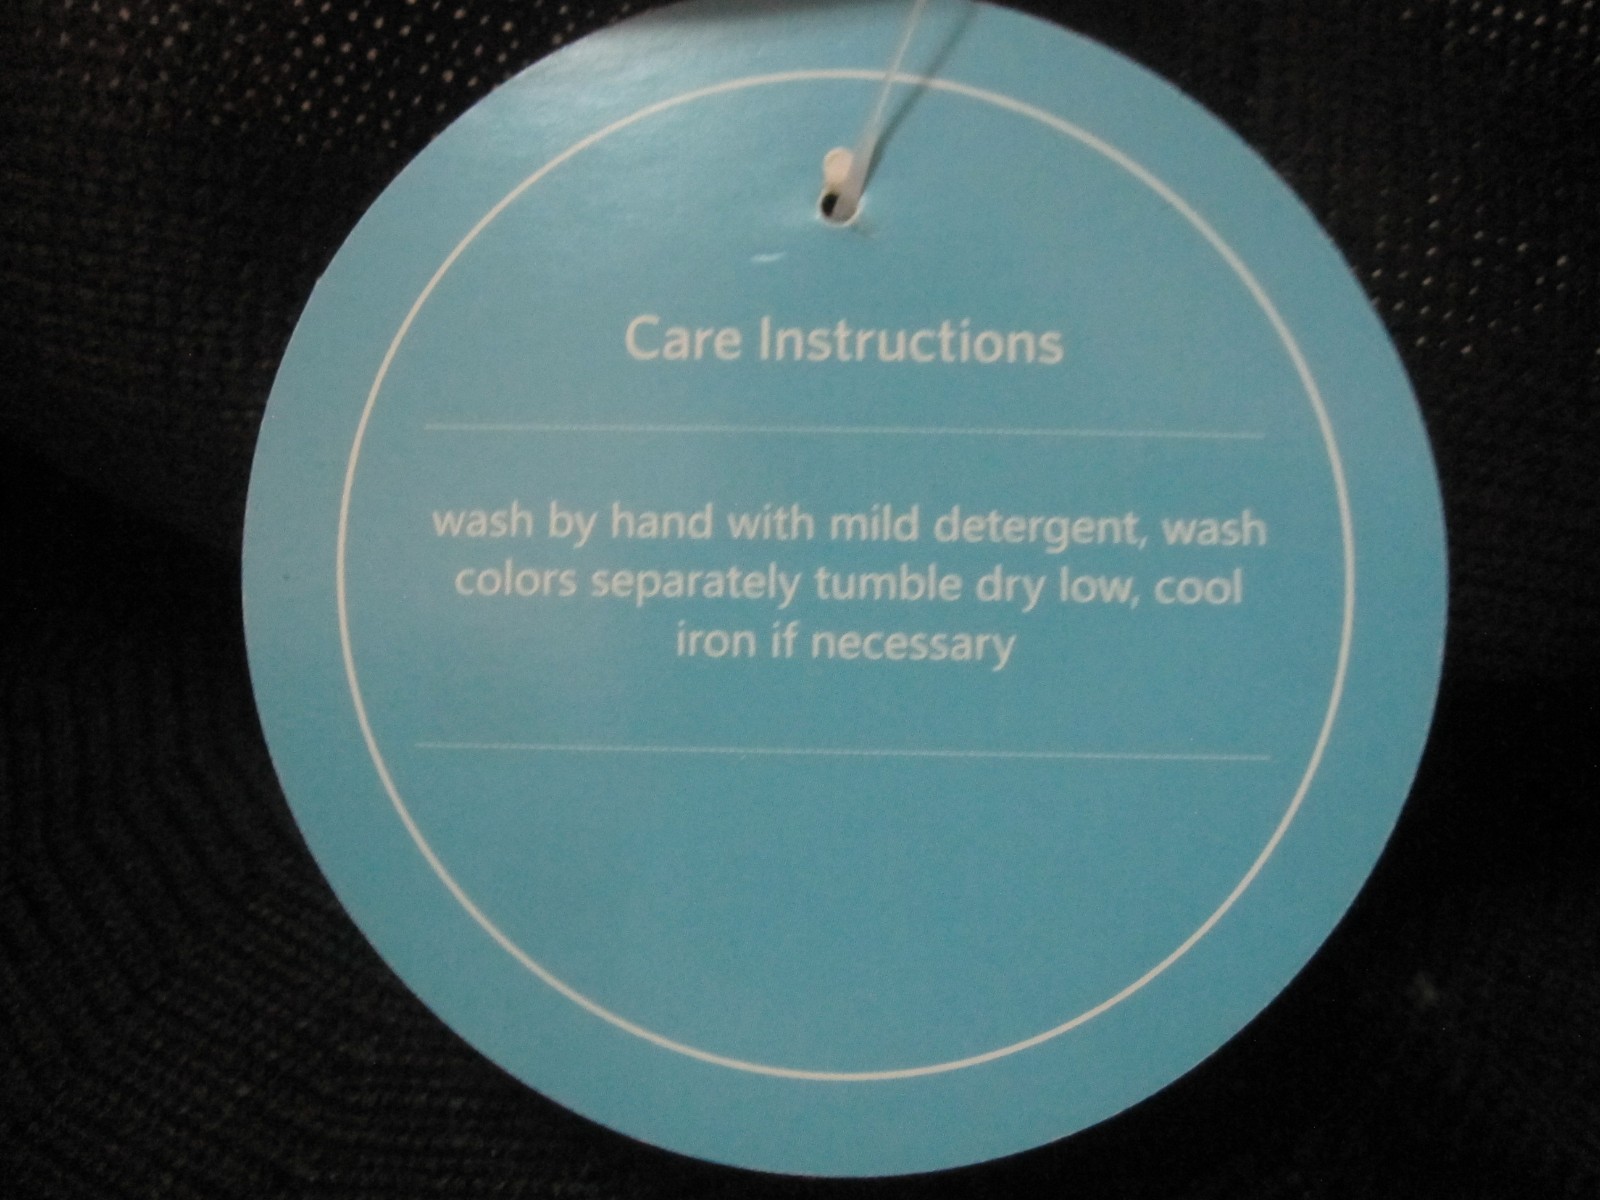 Care Instructions
wash by hand with mild detergent, wash
colors separately tumble dry low, cool
iron if necessary